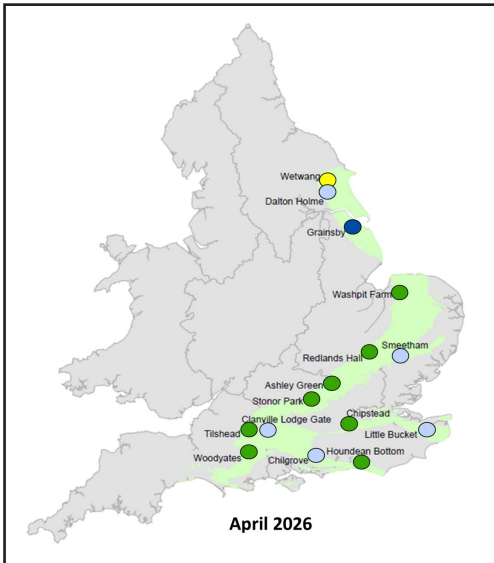 Wetwang
Dalton Holme
Grainsby
Washpit Farm
Smeetham
Redlands Hall
Ashley Green
Stonor Park
Chipstead
Clanville Lodge Gate
Tilshead
Little Bucket
Houndean Bottom
Woodyates
Chilgrove
April 2026